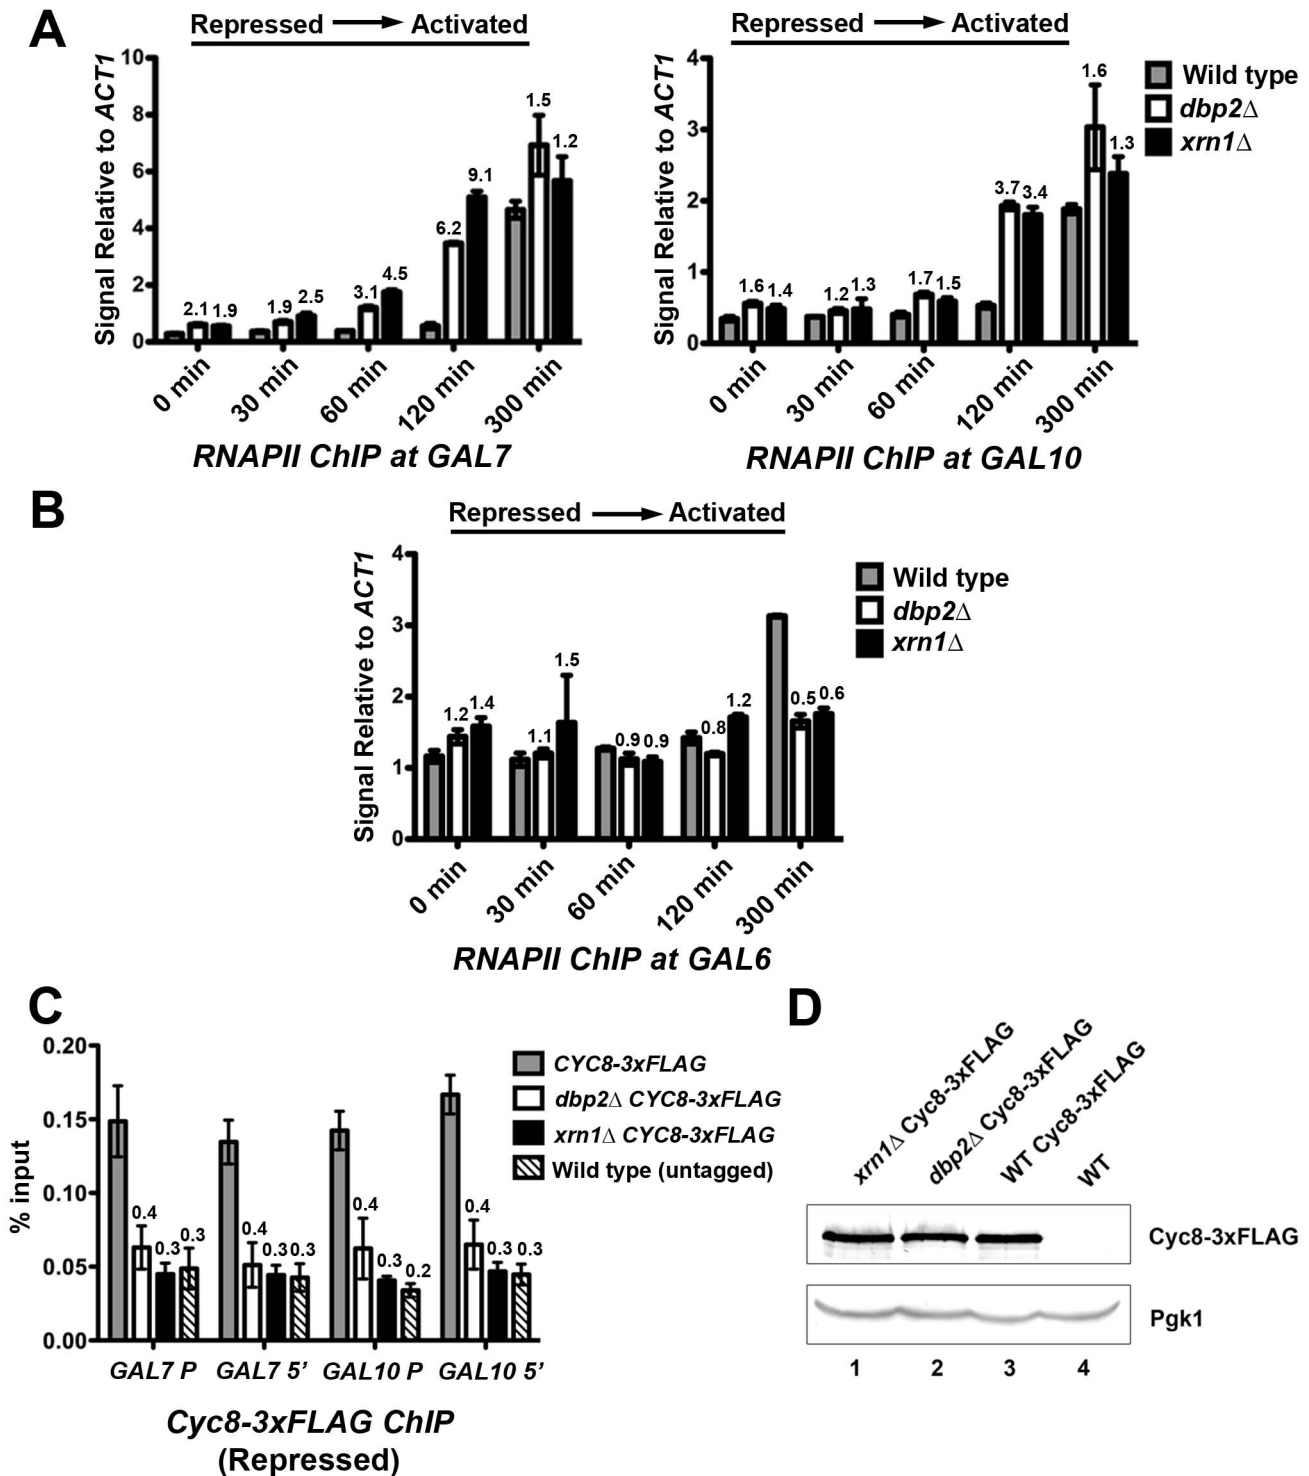 A
Repressed → Activated
Signal Relative to ACT1
10
8
6
4
2
0
2.1
1.9
1.9
2.5
3.1
4.5
6.2
9.1
1.5
1.2
0 min
30 min
60 min
120 min
300 min
RNAPII ChIP at GAL7
Repressed → Activated
Signal Relative to ACT1
4
3
2
1
0
1.6
1.4
1.2
1.3
1.7
1.5
3.7
3.4
1.6
1.3
0 min
30 min
60 min
120 min
300 min
RNAPII ChIP at GAL10
Wild type
dbp2Δ
xrn1Δ
B
Repressed → Activated
Signal Relative to ACT1
4
3
2
1
0
1.2
1.4
1.1
1.5
0.9
0.9
0.8
1.2
0.5
0.6
0 min
30 min
60 min
120 min
300 min
RNAPII ChIP at GAL6
Wild type
dbp2Δ
xrn1Δ
C
% input
0.20
0.15
0.10
0.05
0.00
0.4
0.3
0.3
0.4
0.3
0.3
0.4
0.3
0.2
0.4
0.3
0.3
GAL7 P
GAL7 5’
GAL10 P
GAL10 5’
Cyc8-3xFLAG ChIP
(Repressed)
CYC8-3xFLAG
dbp2Δ CYC8-3xFLAG
xrn1Δ CYC8-3xFLAG
Wild type (untagged)
D
xrn1Δ Cyc8-3xFLAG
dbp2Δ Cyc8-3xFLAG
WT Cyc8-3xFLAG
WT
Cyc8-3xFLAG
Pgk1
1
2
3
4